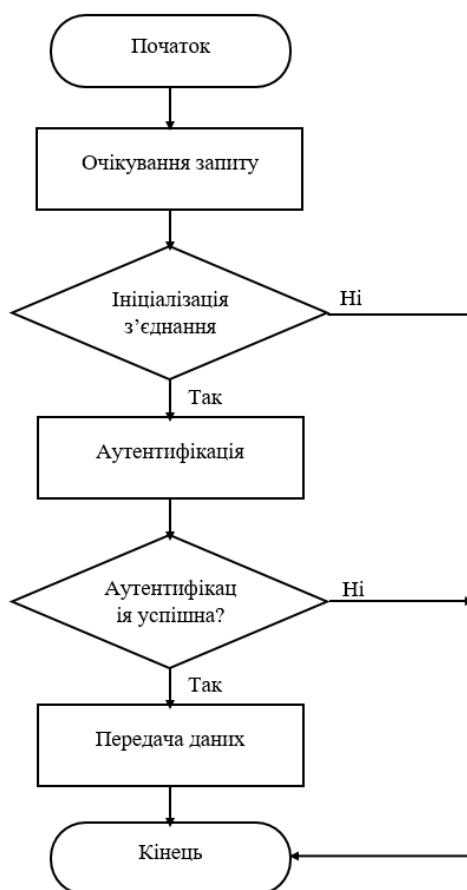 Початок
Очікування запиту
Ініціалізація
з’єднання
Ні
Так
Аутентифікація
Аутентифікац
ія успішна?
Ні
Так
Передача даних
Кінець